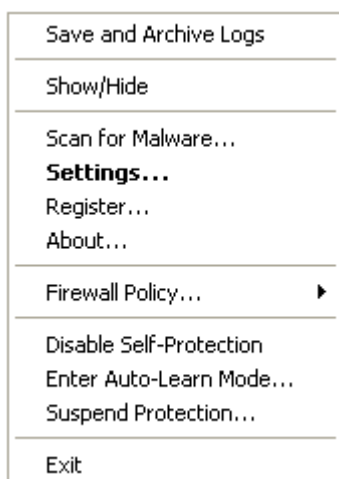 Save and Archive Logs
Show/Hide
Scan for Malware...
Settings...
Register...
About...
Firewall Policy...
Disable Self-Protection
Enter Auto-Learn Mode...
Suspend Protection...
Exit